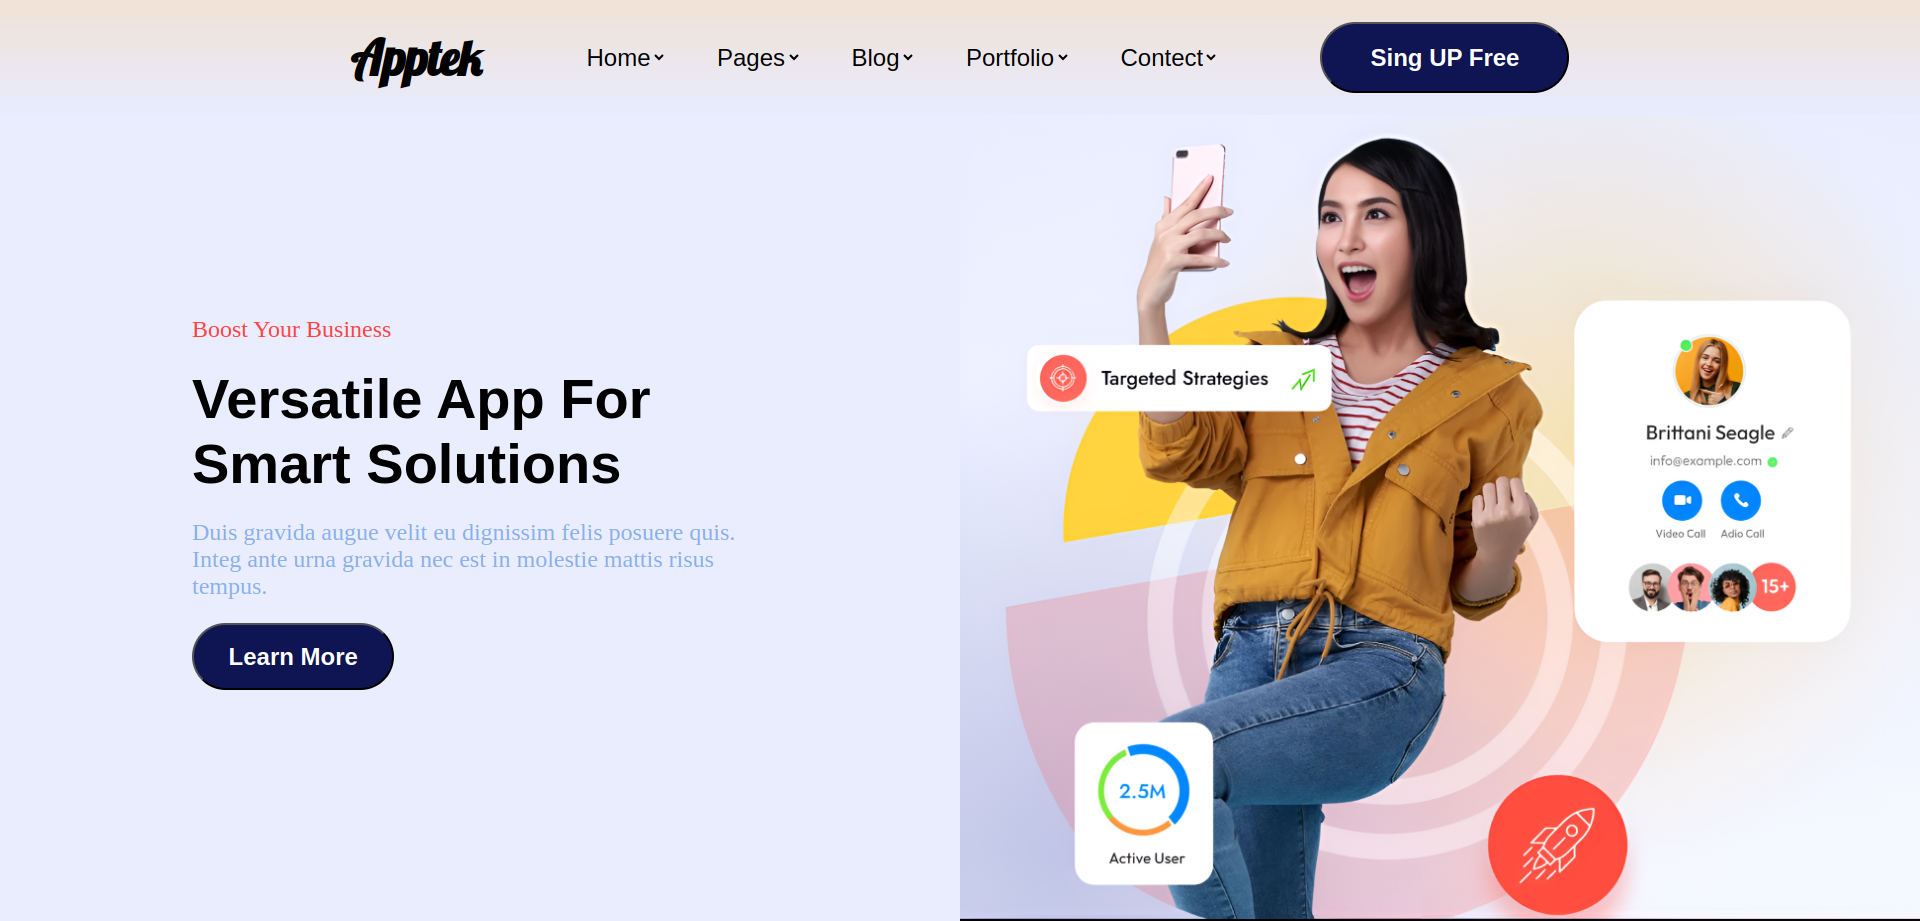 Apptek
Home
Pages
Blog
Portfolio
Contect
Sing UP Free
Boost Your Business
Versatile App For
Smart Solutions
Duis gravida augue velit eu dignissim felis posuere quis.
Integ ante urna gravida nec est in molestie mattis risus
tempus.
Learn More
Targeted Strategies
Brittani Seagle
info@example.com
Video Call
Adio Call
15+
2.5M
Active User